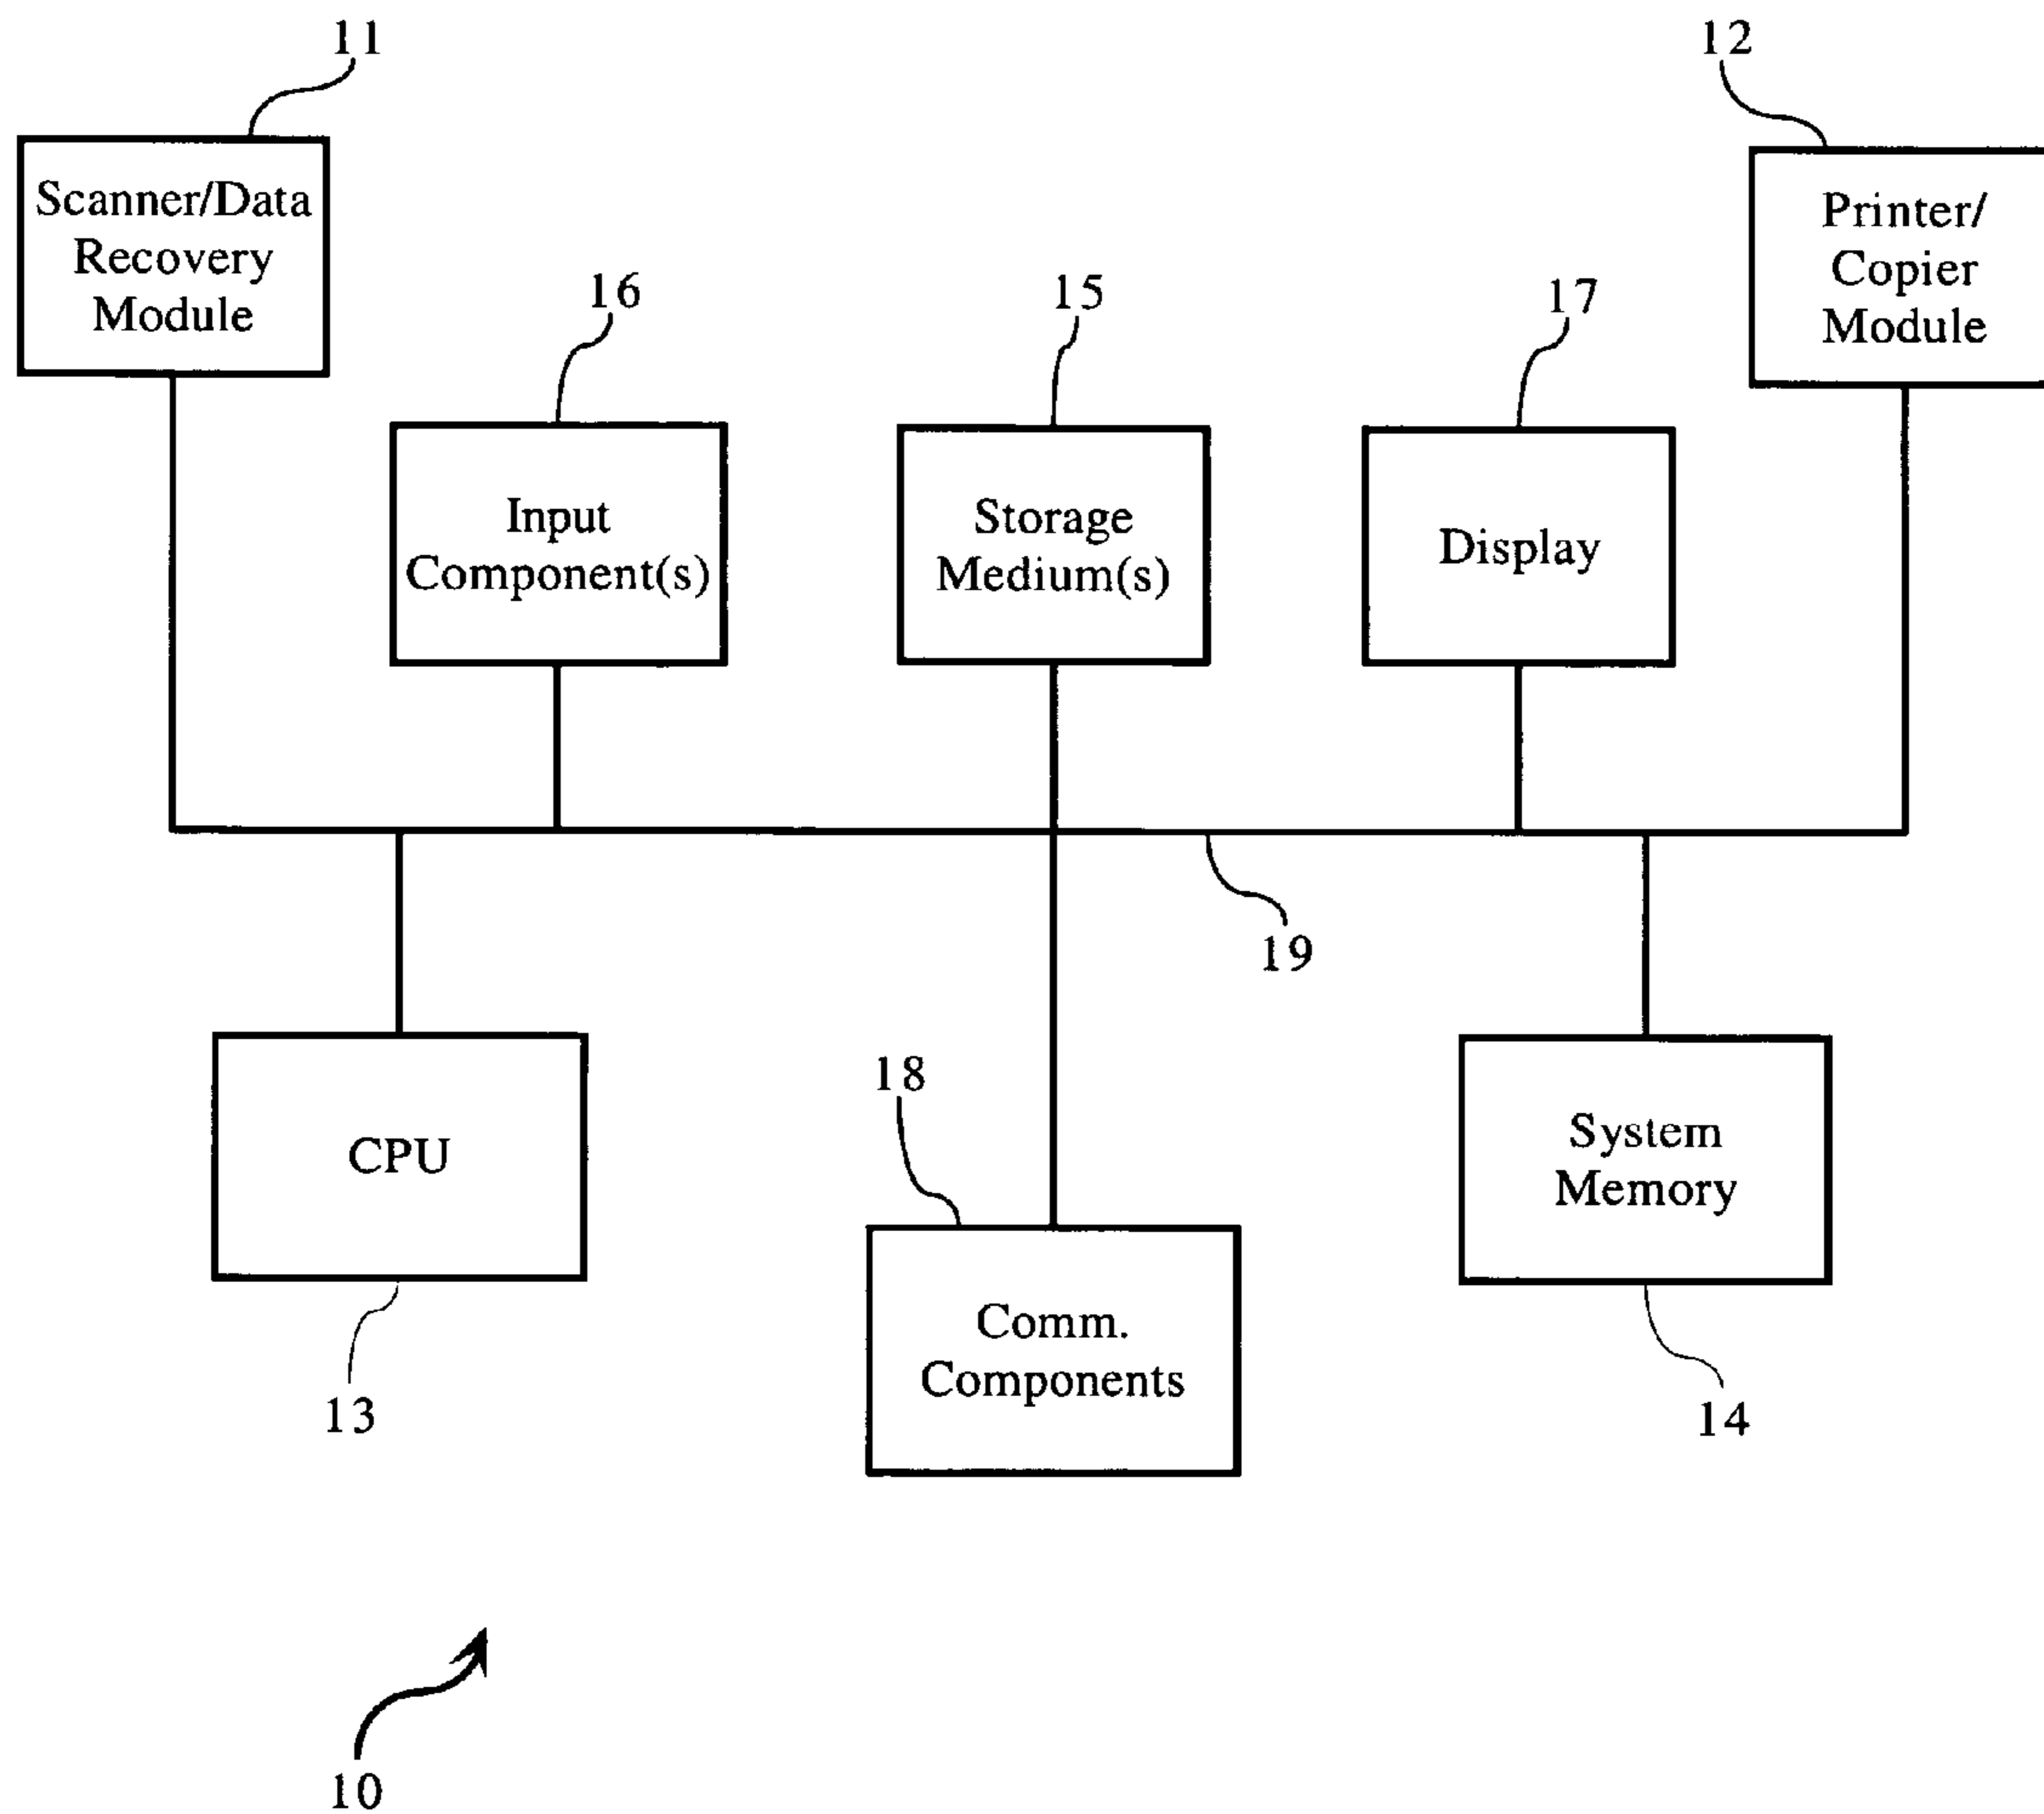 11
12
Scanner/Data
Recovery
Module
Printer/
Copier
Module
16
15
17
Input
Component(s)
Storage
Medium(s)
Display
19
CPU
18
System
Memory
Comm.
Components
13
14
10